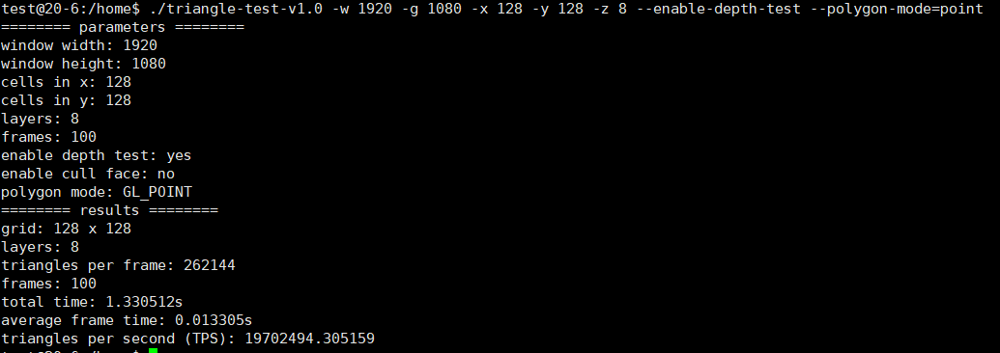 test@20-6:/home$ ./triangle-test-v1.0 -w 1920 -g 1080 -x 128 -y 128 -z 8 --enable-depth-test --polygon-mode=point
======== parameters ========
window width: 1920
window height: 1080
cells in x: 128
cells in y: 128
layers: 8
frames: 100
enable depth test: yes
enable cull face: no
polygon mode: GL_POINT
======== results ========
grid: 128 x 128
layers: 8
triangles per frame: 262144
frames: 100
total time: 1.330512s
average frame time: 0.013305s
triangles per second (TPS): 19702494.305159